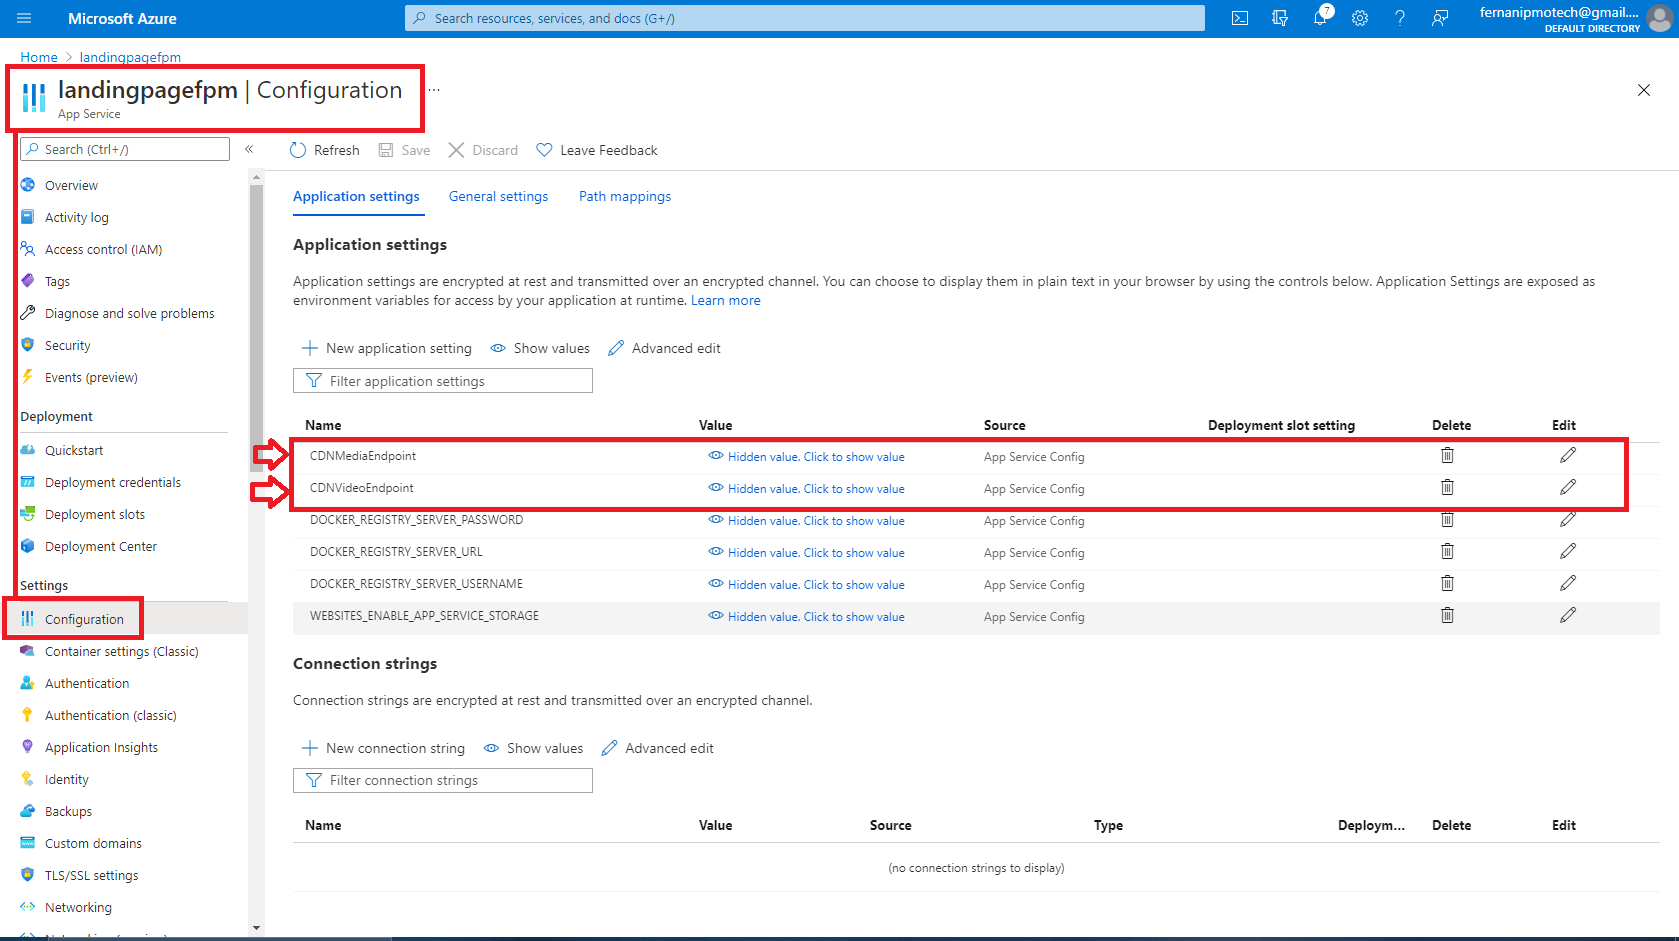 Microsoft Azure
Search resources, services, and docs (G+/)
7
fernanipmotech@gmail....
DEFAULT DIRECTORY
Home > landingpagefpm
landingpagefpm | Configuration ...
App Service
Search (Ctrl+/)
«
Refresh
Save
Discard
Leave Feedback
Overview
Activity log
Access control (IAM)
Tags
Diagnose and solve problems
Security
Events (preview)
Deployment
Quickstart
Deployment credentials
Deployment slots
Deployment Center
Settings
Configuration
Container settings (Classic)
Authentication
Authentication (classic)
Application Insights
Identity
Backups
Custom domains
TLS/SSL settings
Networking
Application settings
General settings
Path mappings
Application settings
Application settings are encrypted at rest and transmitted over an encrypted channel. You can choose to display them in plain text in your browser by using the controls below. Application Settings are exposed as
environment variables for access by your application at runtime. Learn more
New application setting
Show values
Advanced edit
Filter application settings
Name Value Source Deployment slot setting Delete Edit
CDNMediaEndpoint Hidden value. Click to show value App Service Config
CDNVideoEndpoint Hidden value. Click to show value App Service Config
DOCKER_REGISTRY_SERVER_PASSWORD Hidden value. Click to show value App Service Config
DOCKER_REGISTRY_SERVER_URL Hidden value. Click to show value App Service Config
DOCKER_REGISTRY_SERVER_USERNAME Hidden value. Click to show value App Service Config
WEBSITES_ENABLE_APP_SERVICE_STORAGE Hidden value. Click to show value App Service Config
Connection strings
Connection strings are encrypted at rest and transmitted over an encrypted channel.
New connection string
Show values
Advanced edit
Filter connection strings
Name Value Source Type Deploym... Delete Edit
(no connection strings to display)